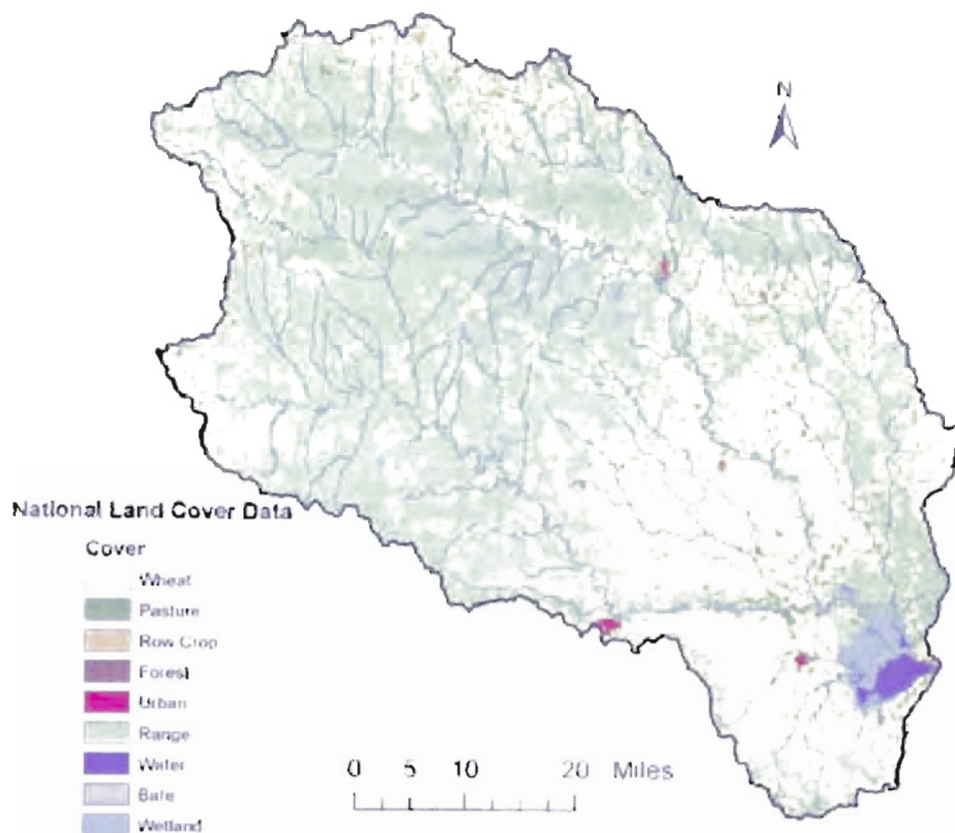 N
National Land Cover Data
Cover
Wheat
Pasture
Row Crop
Forest
Urban
Range
Water
Bare
Wetland
0 5 10 20 Miles